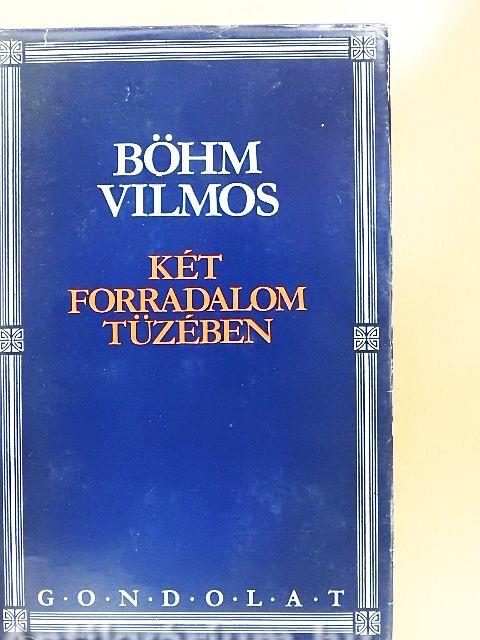 BÖHM
VILMOS
KÉT
FORRADALOM
TÜZÉBEN
G·O·N·D·O·L·A·T